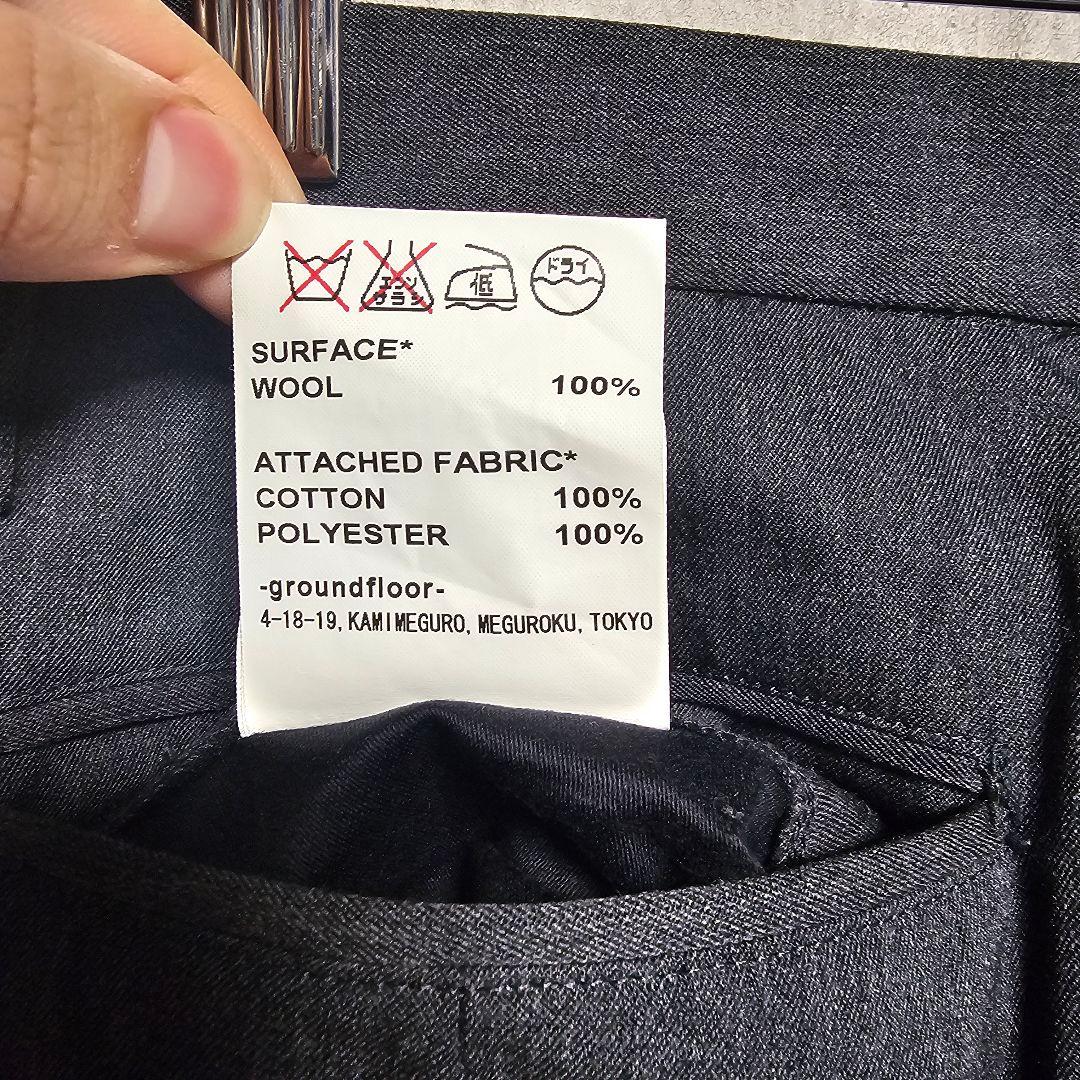 エンソ
サラシ
低
ドライ
SURFACE*
WOOL 100%
ATTACHED FABRIC*
COTTON 100%
POLYESTER 100%
-groundfloor-
4-18-19, KAMIMEGURO, MEGUROKU, TOKYO